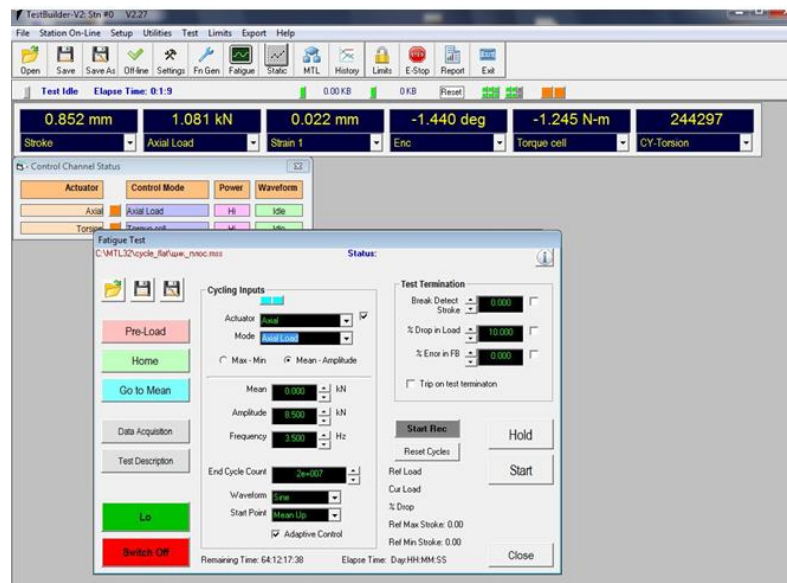 TestBuilder-V2: Stn #0 V2.27
File Station On-Line Setup Utilities Test Limits Export Help
Open Save Save As Off-line Settings Fn Gen Fatigue Static MTL History Limits E-Stop Report Exit
Test Idle Elapse Time: 0:1:9 0.00 KB 0 KB Reset
0.852 mm 1.081 kN 0.022 mm -1.440 deg -1.245 N-m 244297
Stroke Axial Load Strain 1 Enc Torque cell CY-Torsion
Control Channel Status
Actuator Control Mode Power Waveform
Axial Axial Load Hi Idle
Torsion Torque cell Hi Idle
Fatigue Test
C:\MTL32\cycle_flat\цик_плос.mss Status:
Cycling Inputs
Actuator Axial
Mode Axial Load
Max - Min Mean - Amplitude
Mean 0.000 kN
Amplitude 8.500 kN
Frequency 3.500 Hz
End Cycle Count 2e+007
Waveform Sine
Start Point Mean Up
Adaptive Control
Remaining Time: 64:12:17:38 Elapse Time: Day:HH:MM:SS
Pre-Load
Home
Go to Mean
Data Acquisition
Test Description
Lo
Switch Off
Test Termination
Break Detect Stroke 0.000
% Drop in Load 10.000
% Error in FB 0.000
Trip on test terminaton
Start Rec
Reset Cycles
Hold
Start
Ref Load
Cur Load
% Drop
Ref Max Stroke: 0.00
Ref Min Stroke: 0.00
Close